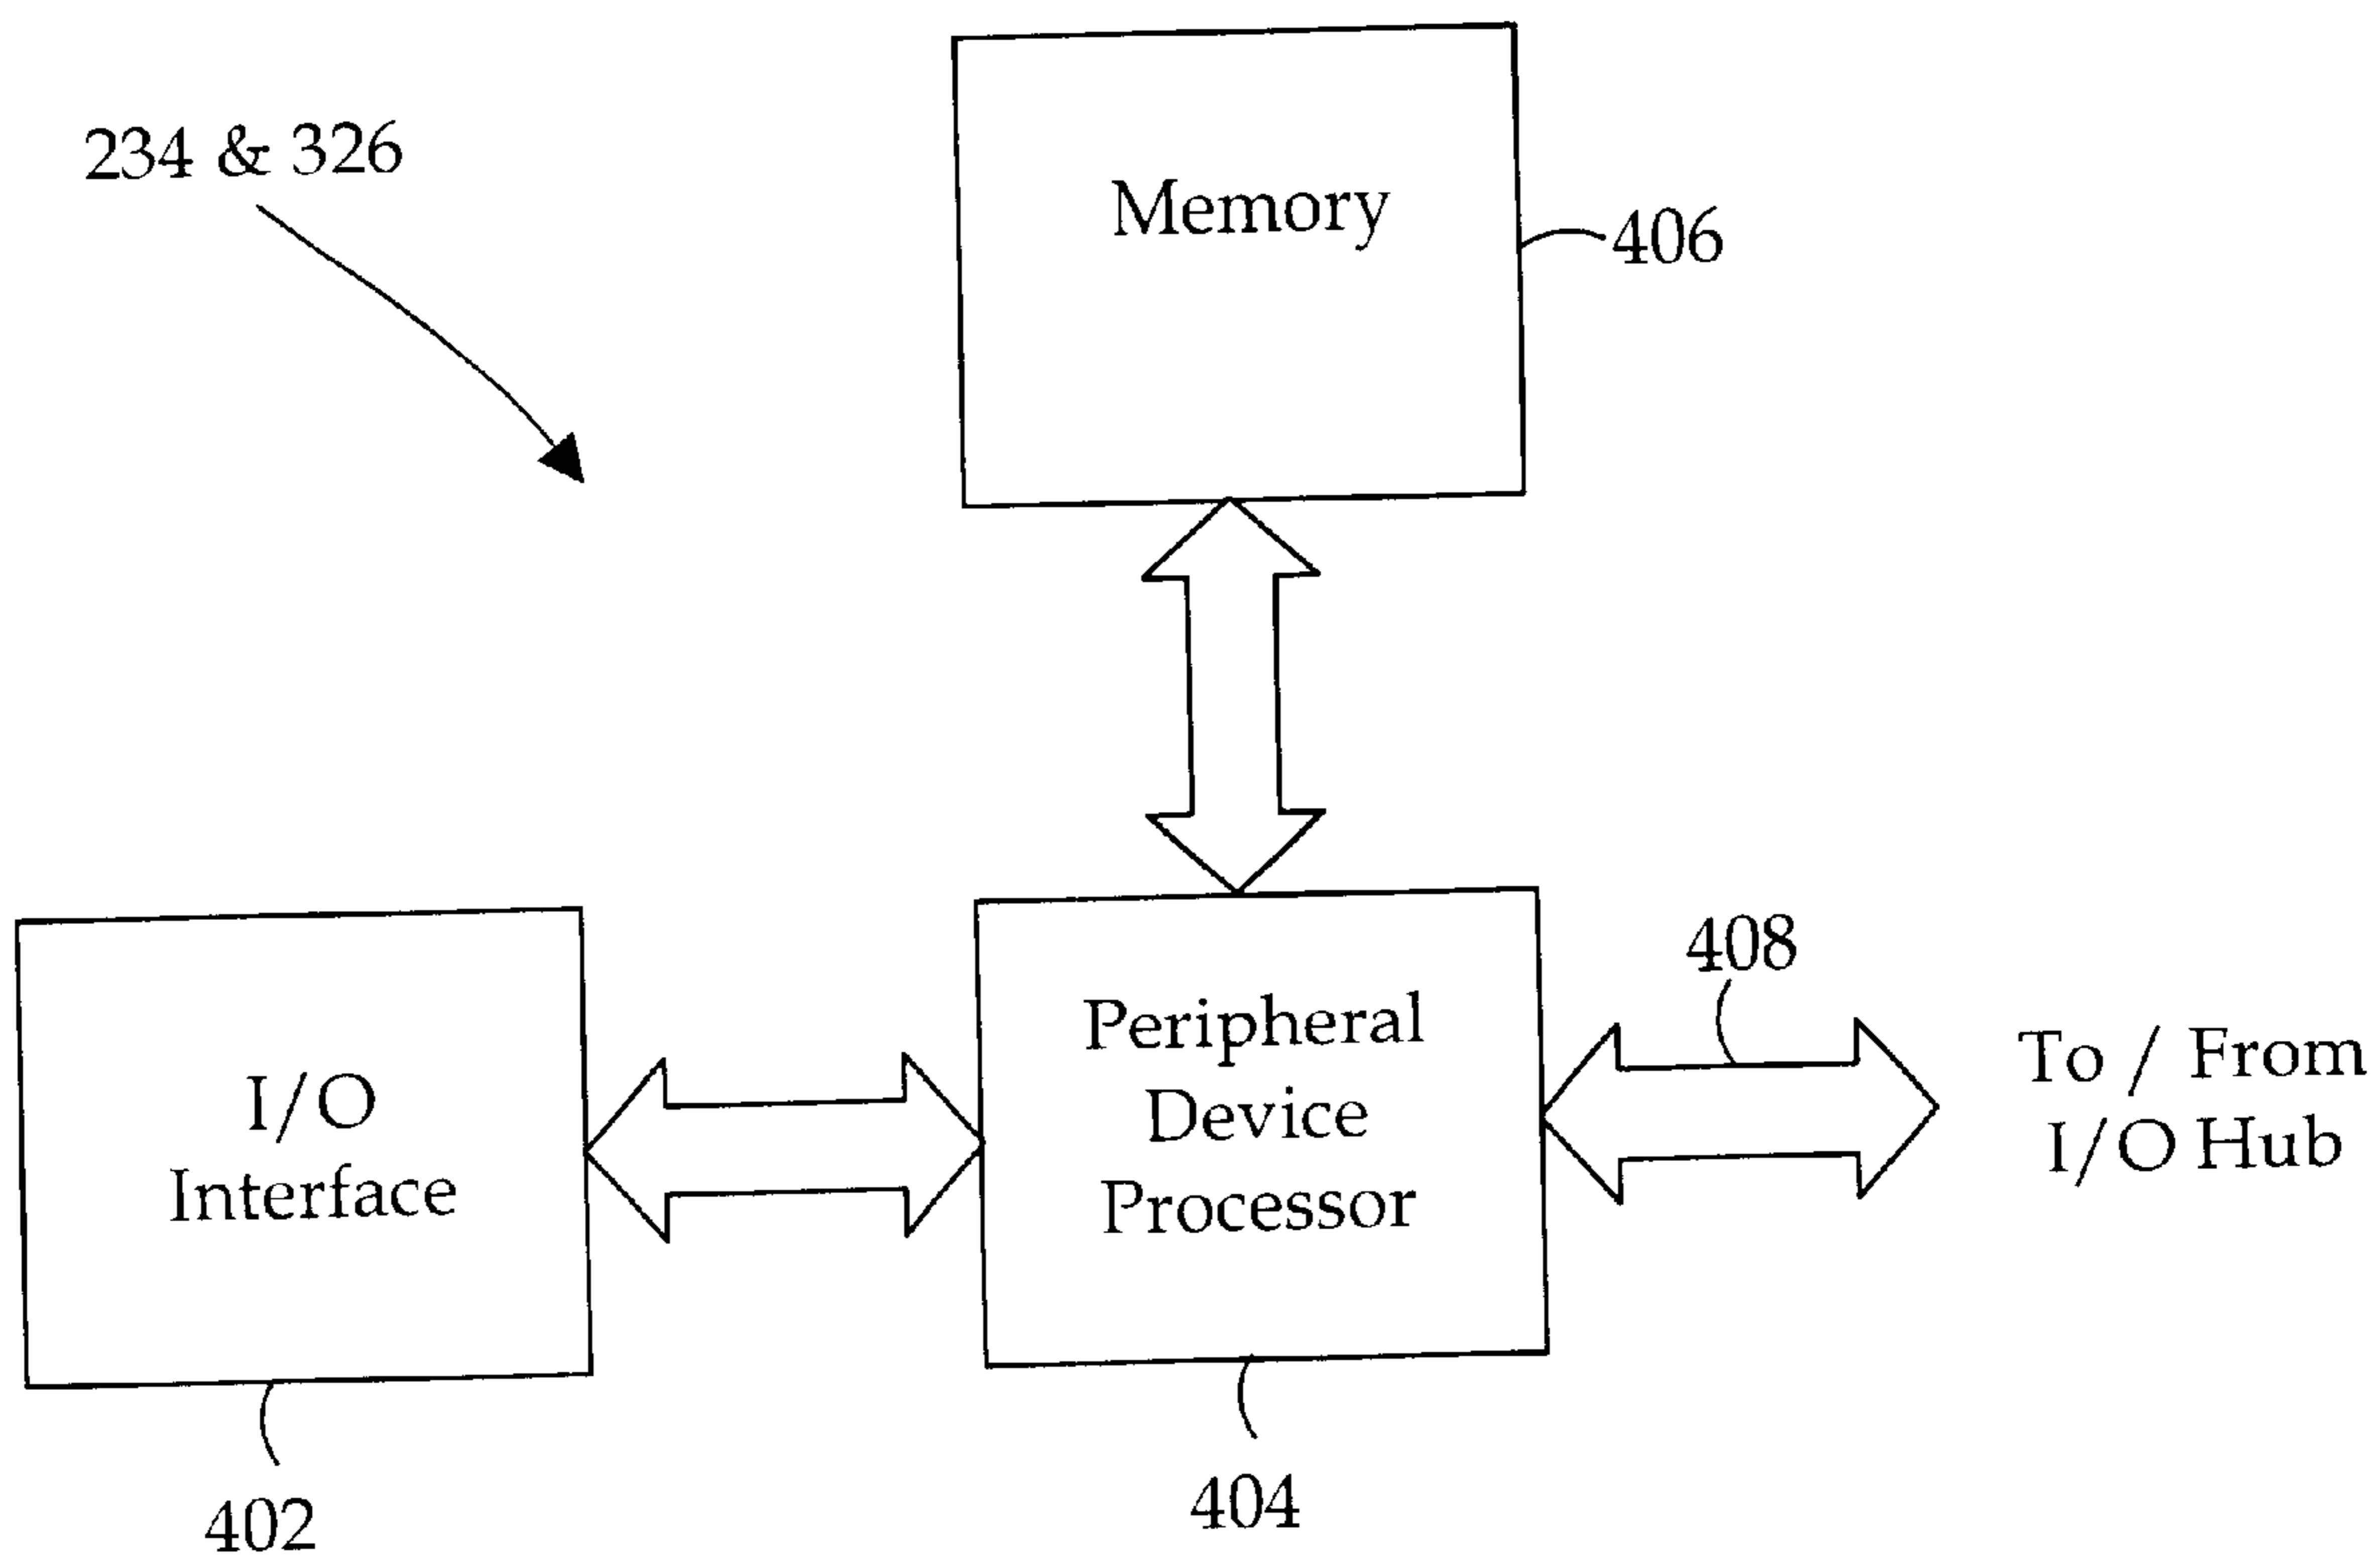 234 & 326
Memory
406
408
Peripheral
Device
Processor
To / From
I/O Hub
I/O
Interface
404
402